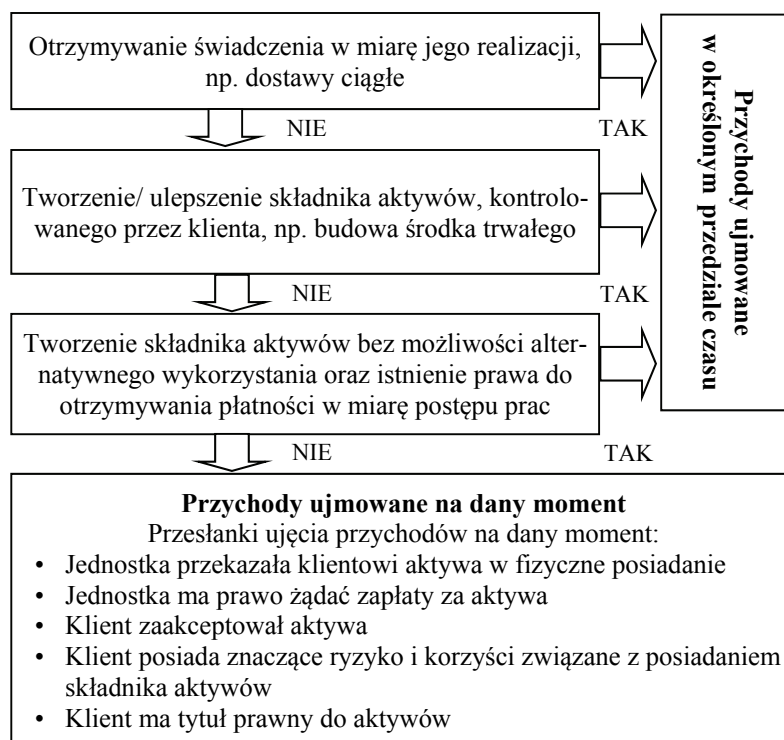 Otrzymywanie świadczenia w miarę jego realizacji,
np. dostawy ciągłe
NIE
TAK
Tworzenie/ ulepszenie składnika aktywów, kontrolo-
wanego przez klienta, np. budowa środka trwałego
NIE
TAK
Tworzenie składnika aktywów bez możliwości alter-
natywnego wykorzystania oraz istnienie prawa do
otrzymywania płatności w miarę postępu prac
NIE
TAK
Przychody ujmowane
w określonym przedziale czasu
Przychody ujmowane na dany moment
Przesłanki ujęcia przychodów na dany moment:
• Jednostka przekazała klientowi aktywa w fizyczne posiadanie
• Jednostka ma prawo żądać zapłaty za aktywa
• Klient zaakceptował aktywa
• Klient posiada znaczące ryzyko i korzyści związane z posiadaniem
składnika aktywów
• Klient ma tytuł prawny do aktywów